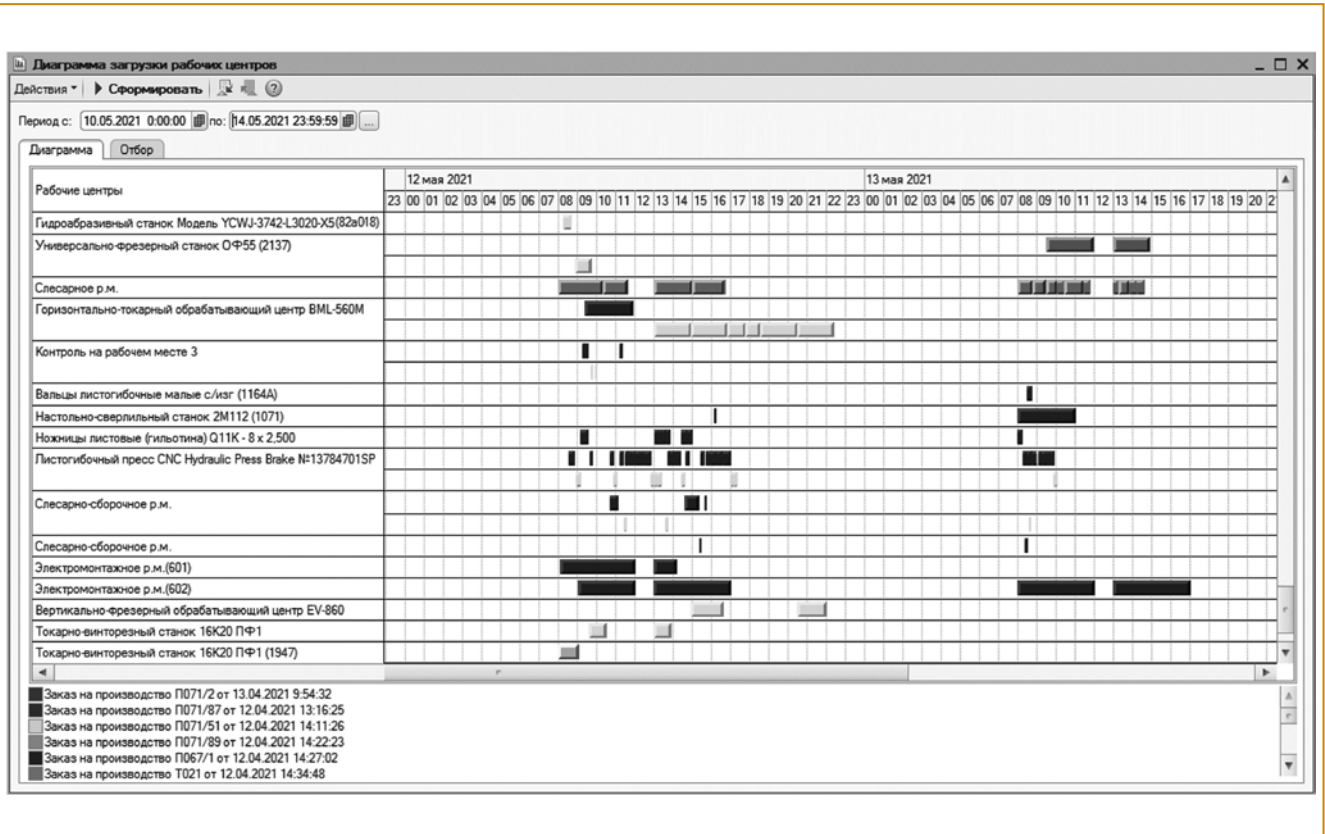 Диаграмма загрузки рабочих центров
Действия Сформировать
Период с: 10.05.2021 0:00:00 по: 14.05.2021 23:59:59 ...
Диаграмма Отбор
Рабочие центры 12 мая 2021 13 мая 2021
23 00 01 02 03 04 05 06 07 08 09 10 11 12 13 14 15 16 17 18 19 20 21 22 23 00 01 02 03 04 05 06 07 08 09 10 11 12 13 14 15 16 17 18 19 20 2
Гидроабразивный станок Модель YCWJ-3742-L3020-X5(82a018)
Универсально-фрезерный станок ОФ55 (2137)
Слесарное р.м.
Горизонтально-токарный обрабатывающий центр BML-560M
Контроль на рабочем месте 3
Вальцы листогибочные малые с/изг (1164А)
Настольно-сверлильный станок 2М112 (1071)
Ножницы листовые (гильотина) Q11K - 8 x 2,500
Листогибочный пресс CNC Hydraulic Press Brake №13784701SP
Слесарно-сборочное р.м.
Слесарно-сборочное р.м.
Электромонтажное р.м.(601)
Электромонтажное р.м.(602)
Вертикально-фрезерный обрабатывающий центр EV-860
Токарно-винторезный станок 16К20 ПФ1
Токарно-винторезный станок 16К20 ПФ1 (1947)
Заказ на производство П071/2 от 13.04.2021 9:54:32
Заказ на производство П071/87 от 12.04.2021 13:16:25
Заказ на производство П071/51 от 12.04.2021 14:11:26
Заказ на производство П071/89 от 12.04.2021 14:22:23
Заказ на производство П067/1 от 12.04.2021 14:27:02
Заказ на производство Т021 от 12.04.2021 14:34:48